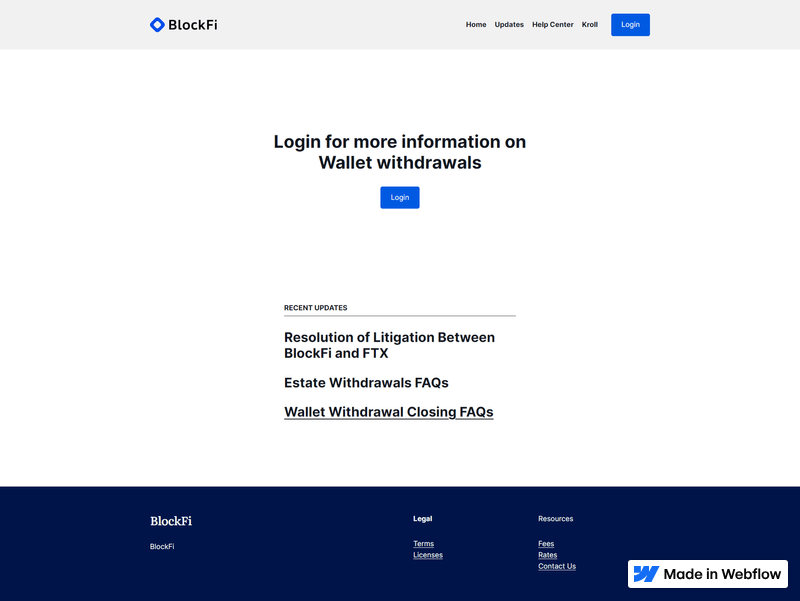 BlockFi
Home Updates Help Center Kroll Login
Login for more information on
Wallet withdrawals
Login
RECENT UPDATES
Resolution of Litigation Between
BlockFi and FTX
Estate Withdrawals FAQs
Wallet Withdrawal Closing FAQs
BlockFi
BlockFi
Legal
Terms
Licenses
Resources
Fees
Rates
Contact Us
Made in Webflow